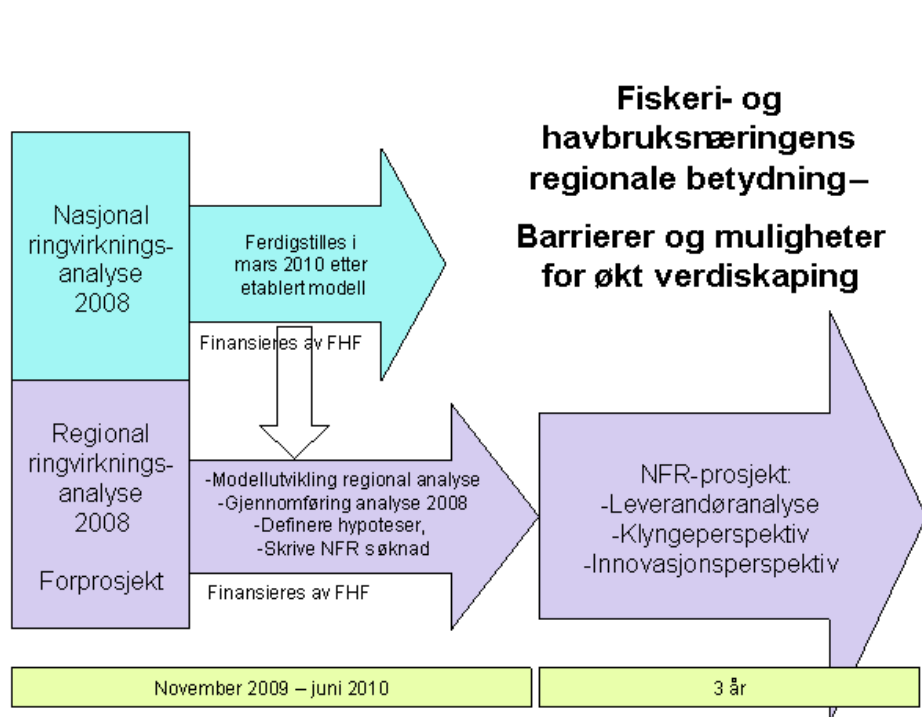 Fiskeri- og
havbruksnæringens
regionale betydning –
Barrierer og muligheter
for økt verdiskaping
Nasjonal
ringvirknings-
analyse
2008
Ferdigstilles i
mars 2010 etter
etablert modell
Finansieres av FHF
Regional
ringvirknings-
analyse
2008
Forprosjekt
-Modellutvikling regional analyse
-Gjennomføring analyse 2008
-Definere hypoteser,
-Skrive NFR søknad
Finansieres av FHF
NFR-prosjekt:
-Leverandøranalyse
-Klyngeperspektiv
-Innovasjonsperspektiv
November 2009 – juni 2010
3 år